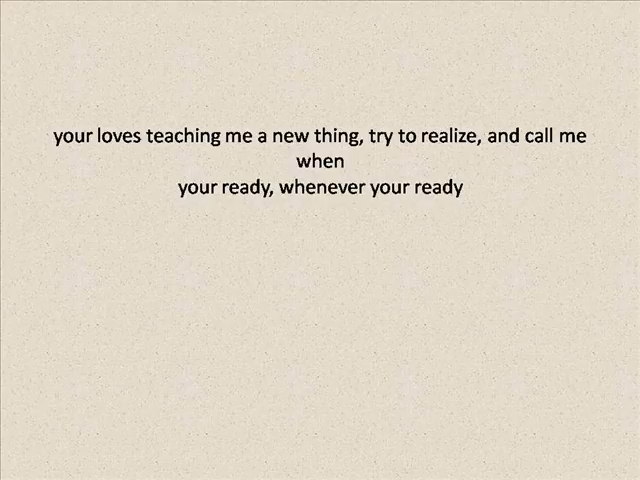 your loves teaching me a new thing, try to realize, and call me
when
your ready, whenever your ready